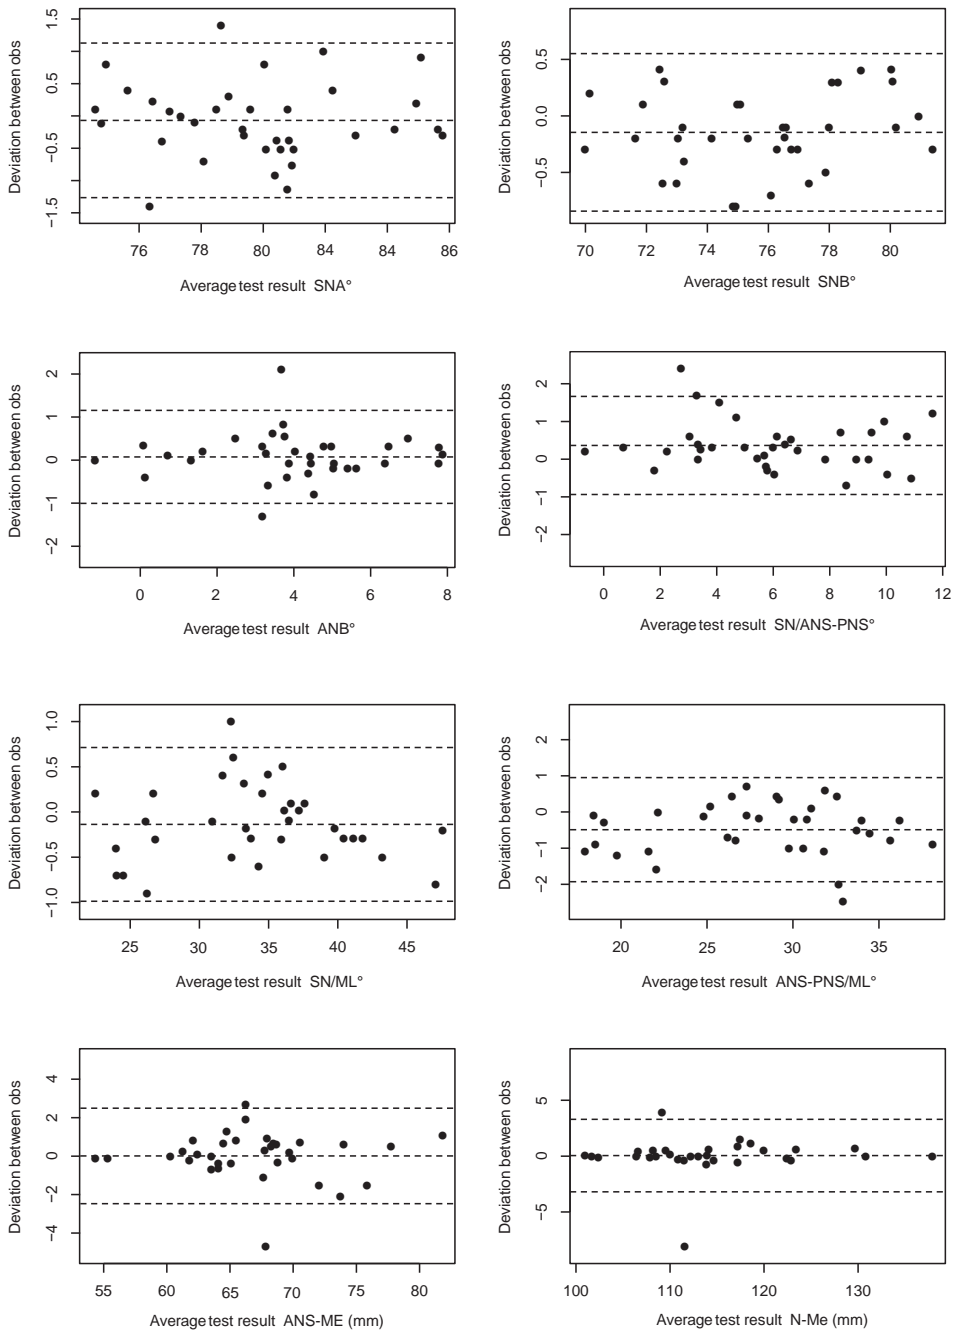 Deviation between obs
1.5
0.5
−0.5
−1.5
76 78 80 84 84 86
Average test result SNA°
Deviation between obs
0.5
0.0
−0.5
70 72 74 76 78 80
Average test result SNB°
Deviation between obs
2
1
0
−1
−2
0 2 4 6 8
Average test result ANB°
Deviation between obs
2
1
0
−1
−2
0 2 4 6 8 10 12
Average test result SN/ANS-PNS°
Deviation between obs
1.0
0.5
0.0
−0.5
−1.0
25 30 35 40 45
Average test result SN/ML°
Deviation between obs
2
1
0
−1
−2
20 25 30 35
Average test result ANS-PNS/ML°
Deviation between obs
4
2
0
−2
−4
55 60 65 70 75 80
Average test result ANS-ME (mm)
Deviation between obs
5
0
−5
100 110 120 130
Average test result N-Me (mm)